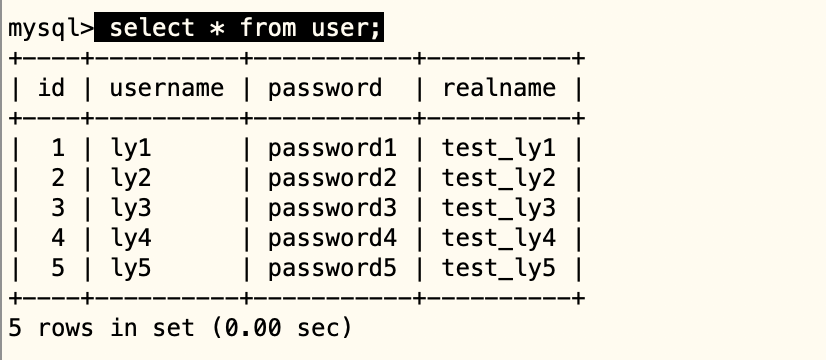 mysql> select * from user;
+----+----------+-----------+----------+
| id | username | password  | realname |
+----+----------+-----------+----------+
|  1 | ly1      | password1 | test_ly1 |
|  2 | ly2      | password2 | test_ly2 |
|  3 | ly3      | password3 | test_ly3 |
|  4 | ly4      | password4 | test_ly4 |
|  5 | ly5      | password5 | test_ly5 |
+----+----------+-----------+----------+
5 rows in set (0.00 sec)